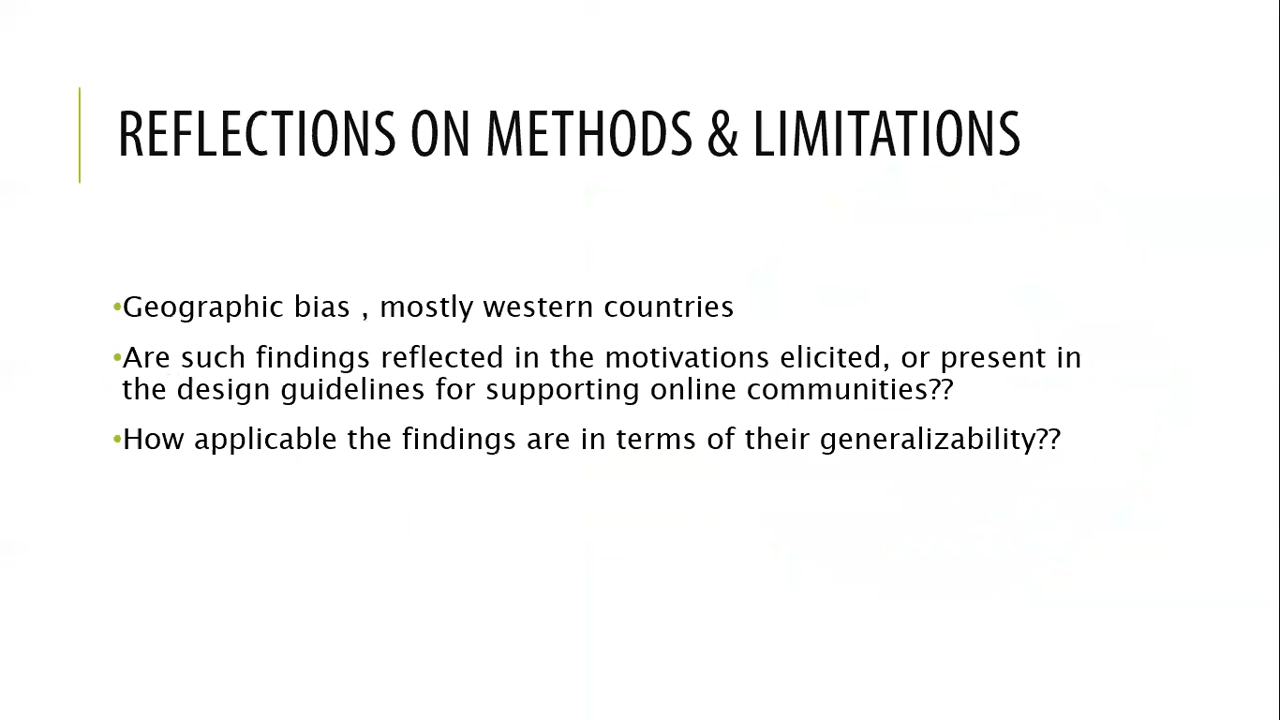 REFLECTIONS ON METHODS & LIMITATIONS
•Geographic bias , mostly western countries
•Are such findings reflected in the motivations elicited, or present in
the design guidelines for supporting online communities??
•How applicable the findings are in terms of their generalizability??